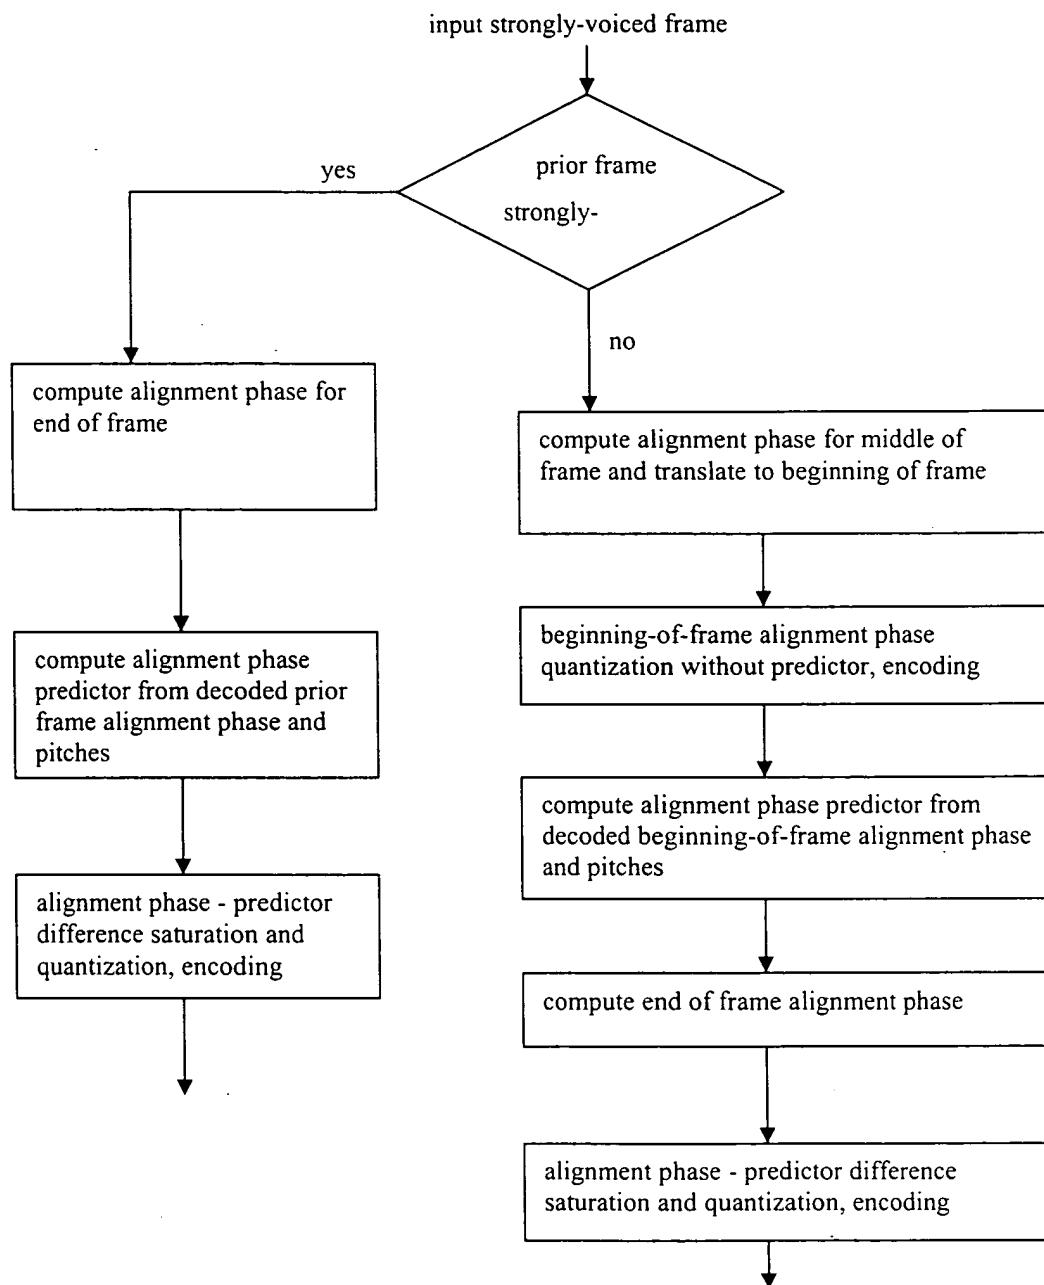 input strongly-voiced frame
prior frame
strongly-
yes
no
compute alignment phase for
end of frame
compute alignment phase
predictor from decoded prior
frame alignment phase and
pitches
alignment phase - predictor
difference saturation and
quantization, encoding
compute alignment phase for middle of
frame and translate to beginning of frame
beginning-of-frame alignment phase
quantization without predictor, encoding
compute alignment phase predictor from
decoded beginning-of-frame alignment phase
and pitches
compute end of frame alignment phase
alignment phase - predictor difference
saturation and quantization, encoding